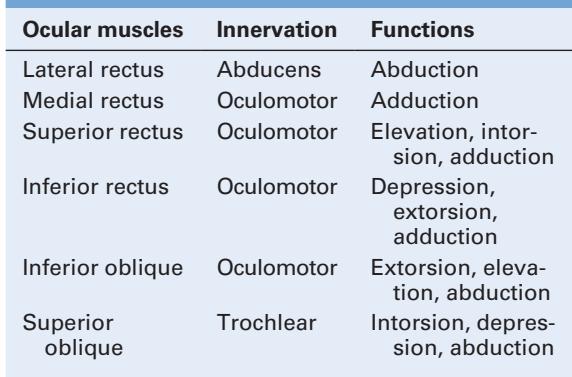 Ocular muscles Innervation Functions
Lateral rectus Abducens Abduction
Medial rectus Oculomotor Adduction
Superior rectus Oculomotor Elevation, intor-
sion, adduction
Inferior rectus Oculomotor Depression,
extorsion,
adduction
Inferior oblique Oculomotor Extorsion, eleva-
tion, abduction
Superior Trochlear Intorsion, depres-
oblique sion, abduction